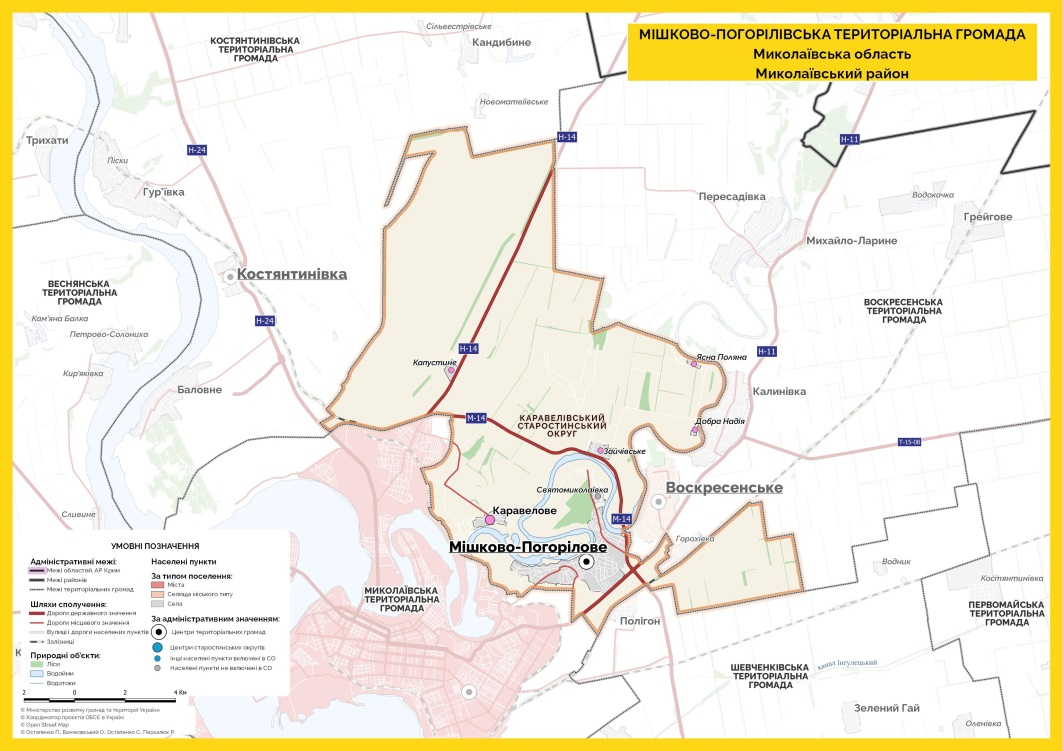 МІШКОВО-ПОГОРІЛІВСЬКА ТЕРИТОРІАЛЬНА ГРОМАДА
Миколаївська область
Миколаївський район
КОСТЯНТИНІВСЬКА
ТЕРИТОРІАЛЬНА
ГРОМАДА
Сільвестрівське
Кандибине
Новоматвіївське
Н-14
Н-11
Н-24
Трихати
Піски
Гур'ївка
Пересадівка
Водокачка
Грейгове
Михайло-Ларине
Костянтинівка
ВЕСНЯНСЬКА
ТЕРИТОРІАЛЬНА
ГРОМАДА
ВОСКРЕСЕНСЬКА
ТЕРИТОРІАЛЬНА
ГРОМАДА
Кам'яна Балка
Петрово-Солониха
Н-24
Н-14
Н-11
Капустине
Ясна Поляна
Кир'яківка
Баловне
Калинівка
М-14
КАРАВЕЛІВСЬКИЙ
СТАРОСТИНСЬКИЙ
ОКРУГ
Добра Надія
Т-15-06
Зайчівське
Святомиколаївка
Воскресенське
Сливине
Каравелове
М-14
Мішково-Погорілове
Горохівка
Водник
Костянтинівка
МИКОЛАЇВСЬКА
ТЕРИТОРІАЛЬНА
ГРОМАДА
ПЕРВОМАЙСЬКА
ТЕРИТОРІАЛЬНА
ГРОМАДА
Полігон
ШЕВЧЕНКІВСЬКА
ТЕРИТОРІАЛЬНА
ГРОМАДА
канал Інгулецький
Зелений Гай
Оленівка
К
УМОВНІ ПОЗНАЧЕННЯ
Адміністративні межі:
Межі областей, АР Крим
Межі районів
Межі територіальних громад
Шляхи сполучення:
Дороги державного значення
Дороги місцевого значення
Вулиці і дороги населених пунктів
Залізниці
Природні об'єкти:
Ліси
Водойми
Водотоки
Населені пункти
За типом поселення:
Міста
Селища міського типу
Села
За адміністративним значенням:
Центри територіальних громад
Центри старостинських округів
Інші населені пункти включені в СО
Населені пункти не включені в СО
2 0 2 4 Км
© Міністерство розвитку громад та територій України
© Координатор проєктів ОБСЄ в Україні
© Open Street Map
© Остапенко П., Бончковський О., Остапенко С., Перхалюк Р.